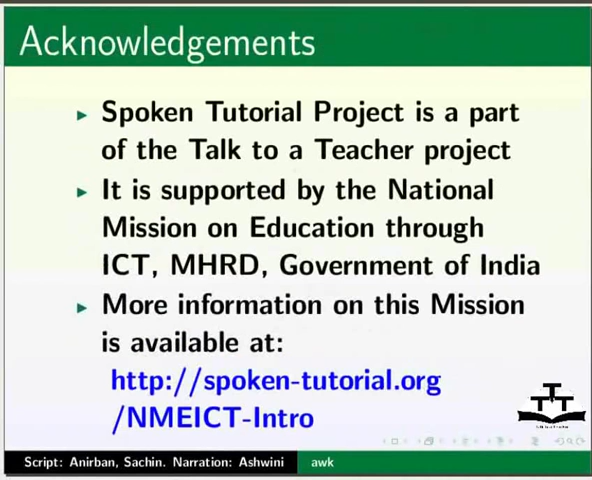 Acknowledgements
Spoken Tutorial Project is a part
of the Talk to a Teacher project
It is supported by the National
Mission on Education through
ICT, MHRD, Government of India
More information on this Mission
is available at:
http://spoken-tutorial.org
/NMEICT-Intro
Script: Anirban, Sachin. Narration: Ashwini awk